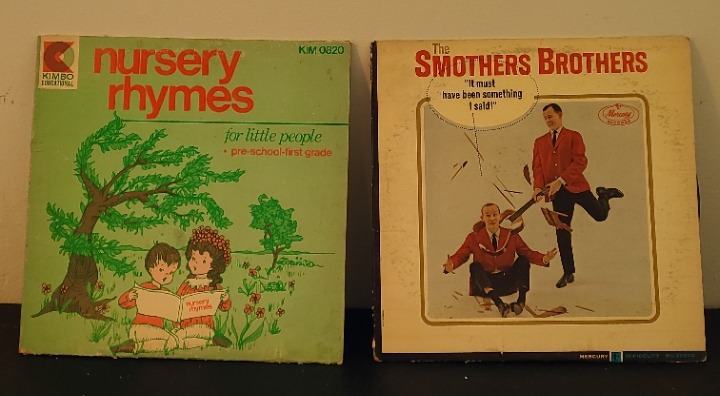 KIMBO
EDUCATIONAL
nursery
rhymes
KIM 0820
for little people
• pre-school-first grade
nursery
rhymes
The
SMOTHERS BROTHERS
"It must
have been something
I said!"
Mercury
RECORDS
MERCURY